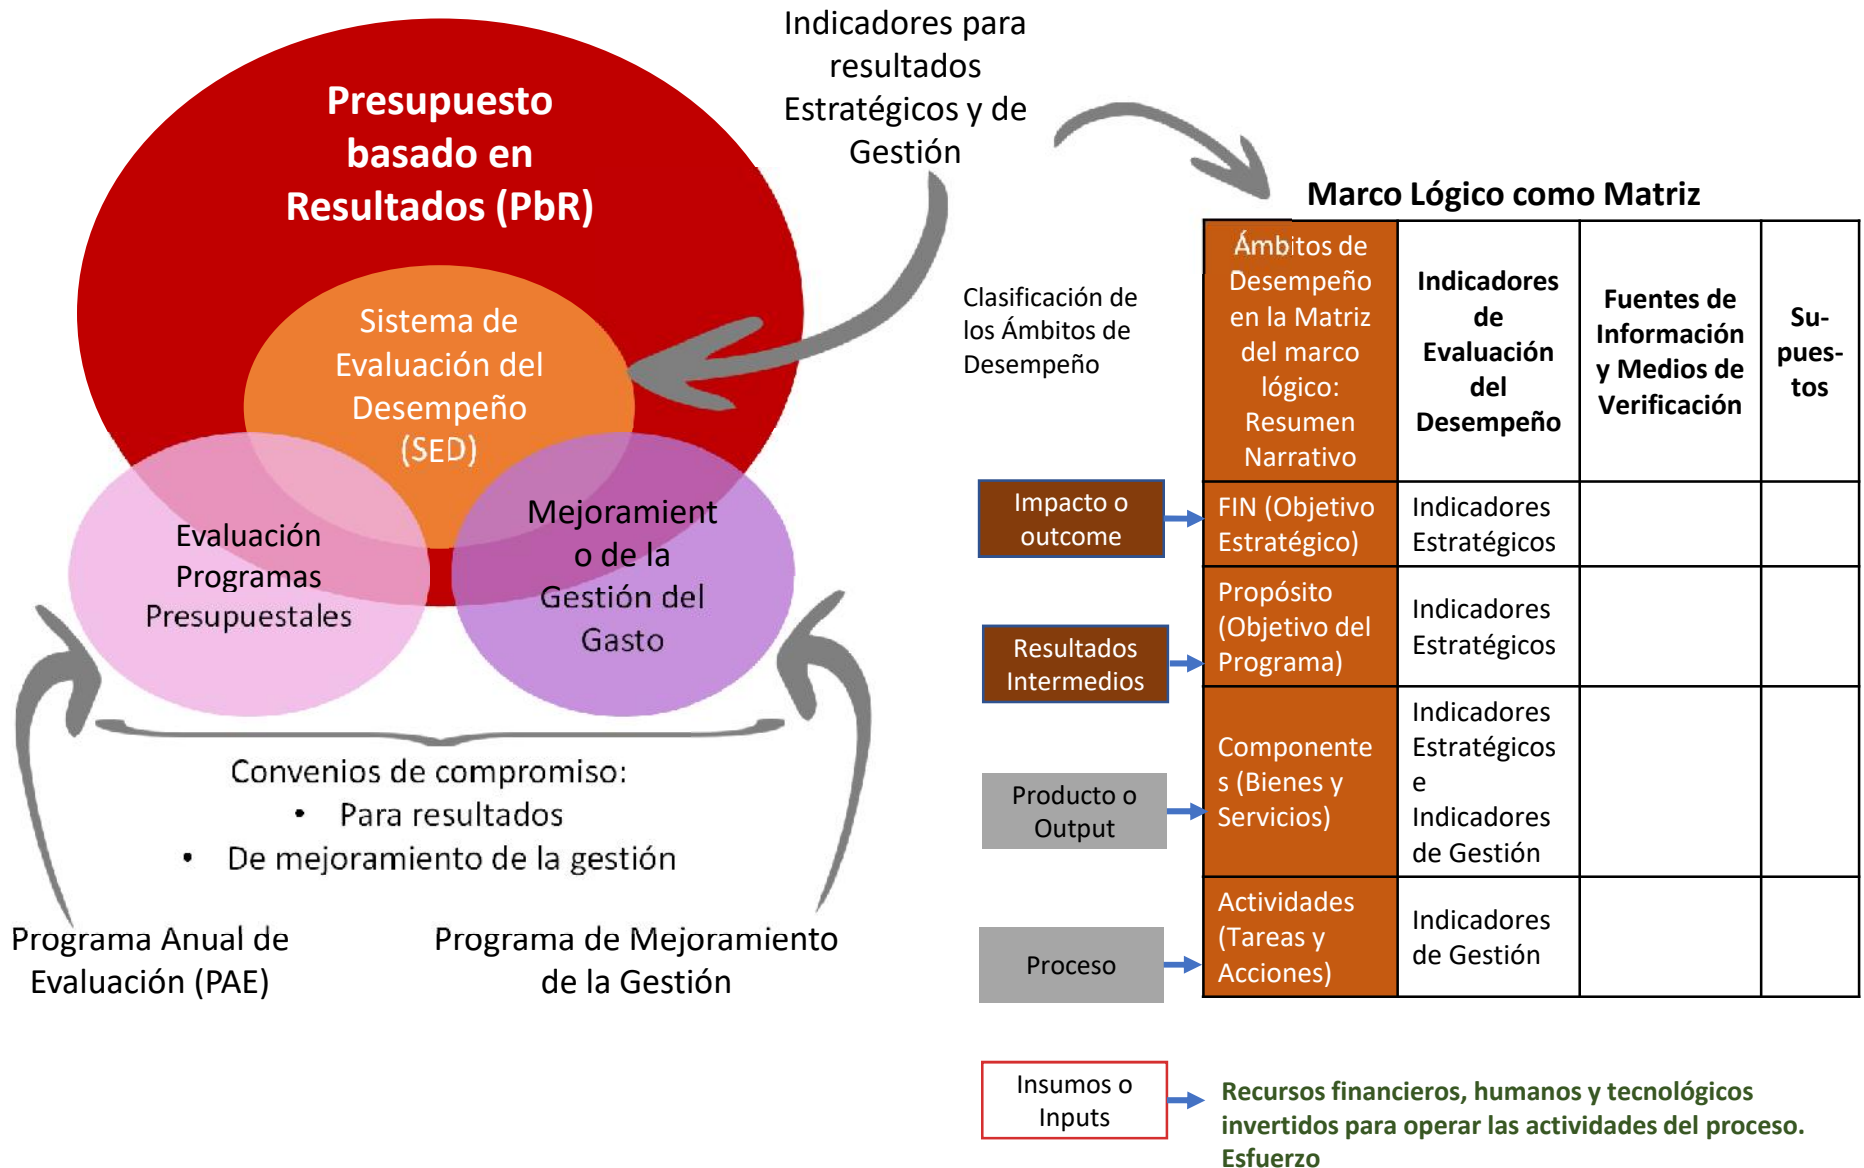 Indicadores para
resultados
Estratégicos y de
Gestión
Presupuesto
basado en
Resultados (PbR)
Sistema de
Evaluación del
Desempeño
(SED)
Evaluación
Programas
Presupuestales
Mejoramient
o de la
Gestión del
Gasto
Convenios de compromiso:
• Para resultados
• De mejoramiento de la gestión
Programa Anual de
Evaluación (PAE)
Programa de Mejoramiento
de la Gestión
Marco Lógico como Matriz
Clasificación de
los Ámbitos de
Desempeño
Ámbitos de
Desempeño
en la Matriz
del marco
lógico:
Resumen
Narrativo
Indicadores
de
Evaluación
del
Desempeño
Fuentes de
Información
y Medios de
Verificación
Su-
pues-
tos
Impacto o
outcome
FIN (Objetivo
Estratégico)
Indicadores
Estratégicos
Resultados
Intermedios
Propósito
(Objetivo del
Programa)
Indicadores
Estratégicos
Producto o
Output
Componente
s (Bienes y
Servicios)
Indicadores
Estratégicos
e
Indicadores
de Gestión
Proceso
Actividades
(Tareas y
Acciones)
Indicadores
de Gestión
Insumos o
Inputs
Recursos financieros, humanos y tecnológicos
invertidos para operar las actividades del proceso.
Esfuerzo